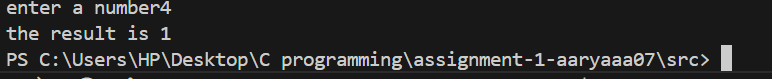 enter a number4
the result is 1
PS C:\Users\HP\Desktop\C programming\assignment-1-aaryaaa07\src>